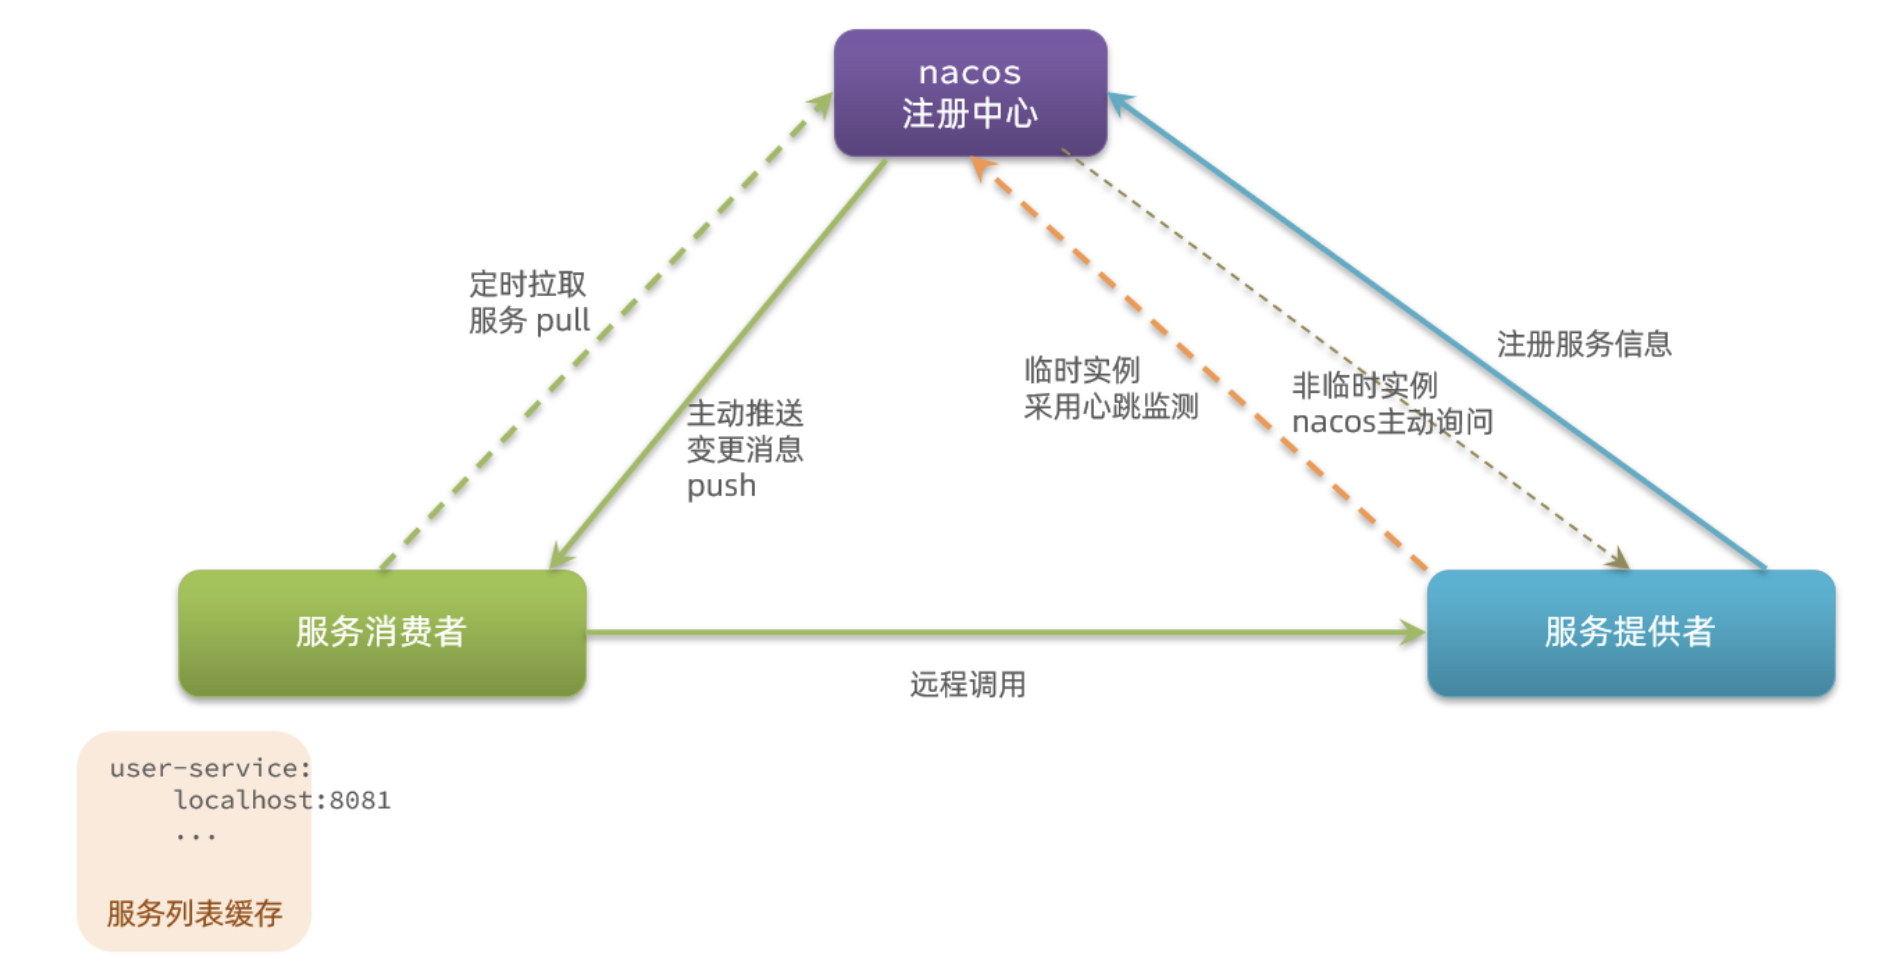 nacos
注册中心
定时拉取
服务 pull
主动推送
变更消息
push
临时实例
采用心跳监测
非临时实例
nacos主动询问
注册服务信息
服务消费者
服务提供者
远程调用
user-service:
localhost:8081
...
服务列表缓存